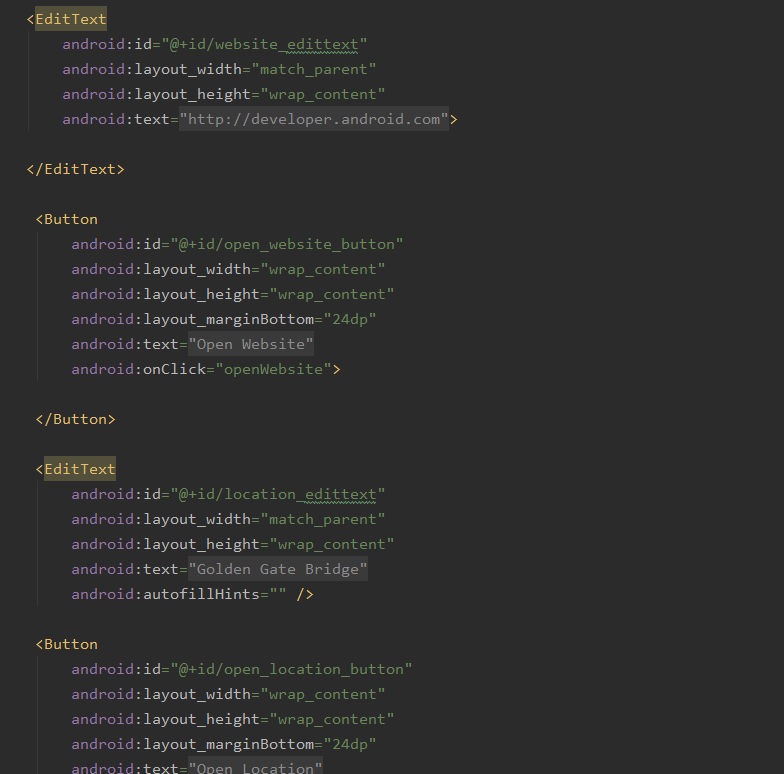 <EditText
android:id="@+id/website_edittext"
android:layout_width="match_parent"
android:layout_height="wrap_content"
android:text="http://developer.android.com">
</EditText>
<Button
android:id="@+id/open_website_button"
android:layout_width="wrap_content"
android:layout_height="wrap_content"
android:layout_marginBottom="24dp"
android:text="Open Website"
android:onClick="openWebsite">
</Button>
<EditText
android:id="@+id/location_edittext"
android:layout_width="match_parent"
android:layout_height="wrap_content"
android:text="Golden Gate Bridge"
android:autofillHints="" />
<Button
android:id="@+id/open_location_button"
android:layout_width="wrap_content"
android:layout_height="wrap_content"
android:layout_marginBottom="24dp"
android:text="Open Location"